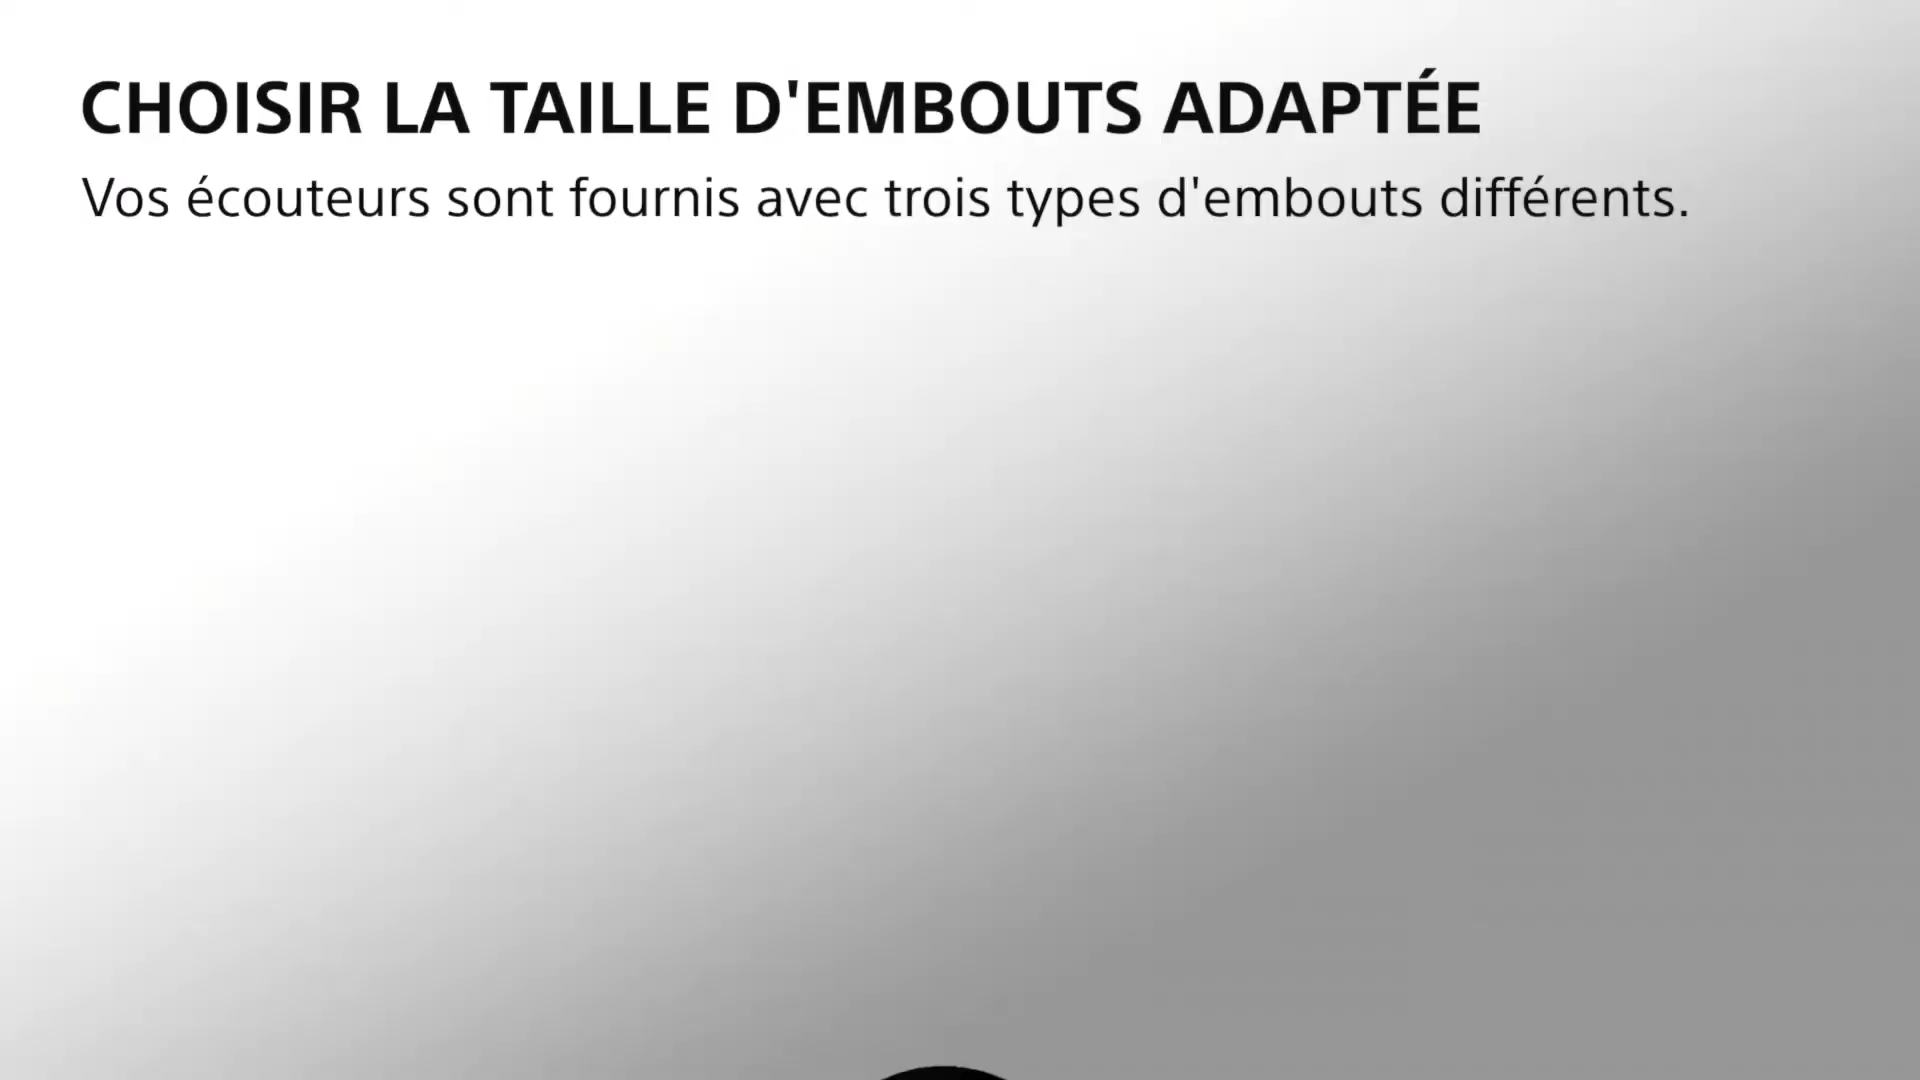 CHOISIR LA TAILLE D'EMBOUTS ADAPTÉE
Vos écouteurs sont fournis avec trois types d'embouts différents.